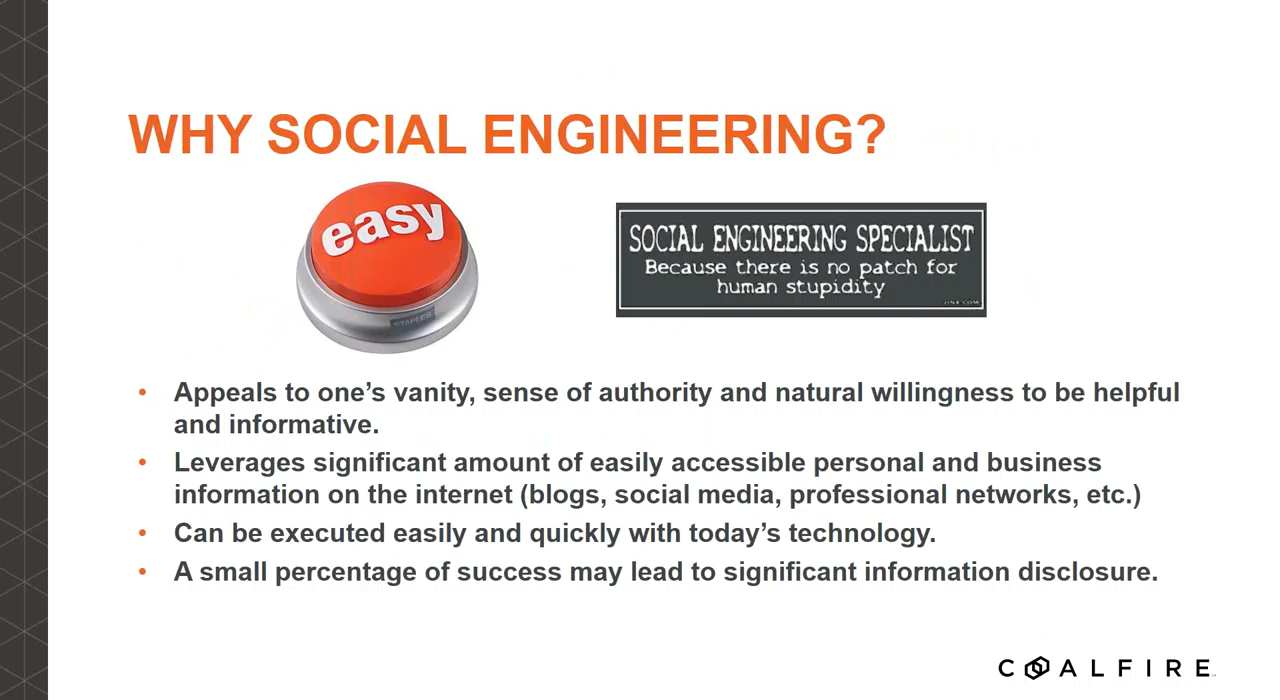 WHY SOCIAL ENGINEERING?
easy
STAPLES
SOCIAL ENGINEERING SPECIALIST
Because there is no patch for
human stupidity
JINX.COM
• Appeals to one’s vanity, sense of authority and natural willingness to be helpful
and informative.
• Leverages significant amount of easily accessible personal and business
information on the internet (blogs, social media, professional networks, etc.)
• Can be executed easily and quickly with today’s technology.
• A small percentage of success may lead to significant information disclosure.
COALFIRE